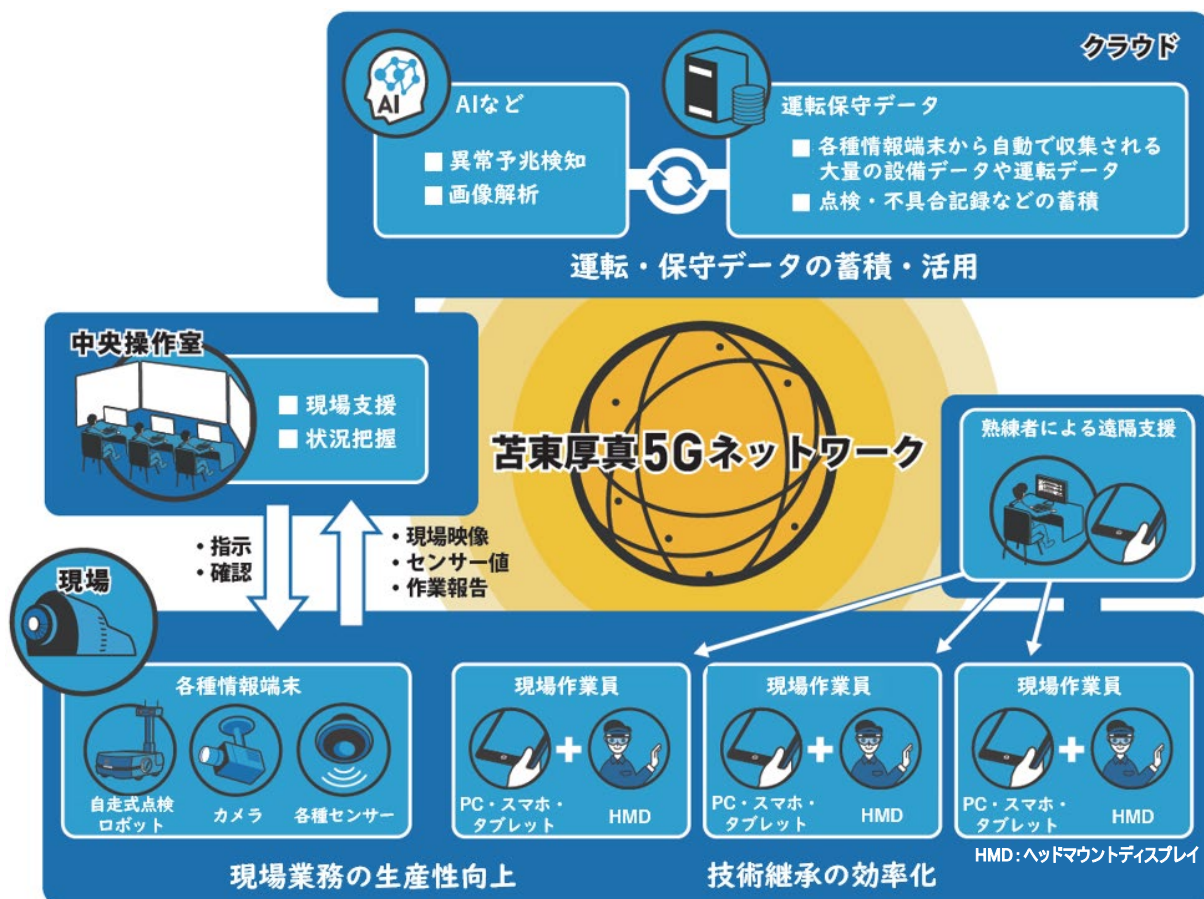 クラウド
AI
AIなど
■ 異常予兆検知
■ 画像解析
運転保守データ
■ 各種情報端末から自動で収集される
大量の設備データや運転データ
■ 点検・不具合記録などの蓄積
運転・保守データの蓄積・活用
中央操作室
■ 現場支援
■ 状況把握
苫東厚真5Gネットワーク
熟練者による遠隔支援
・指示
・確認
・現場映像
・センサー値
・作業報告
現場
各種情報端末
自走式点検
ロボット
カメラ
各種センサー
現場作業員
PC・スマホ・
タブレット
HMD
現場作業員
PC・スマホ・
タブレット
HMD
現場作業員
PC・スマホ・
タブレット
HMD
HMD：ヘッドマウントディスプレイ
現場業務の生産性向上
技術継承の効率化